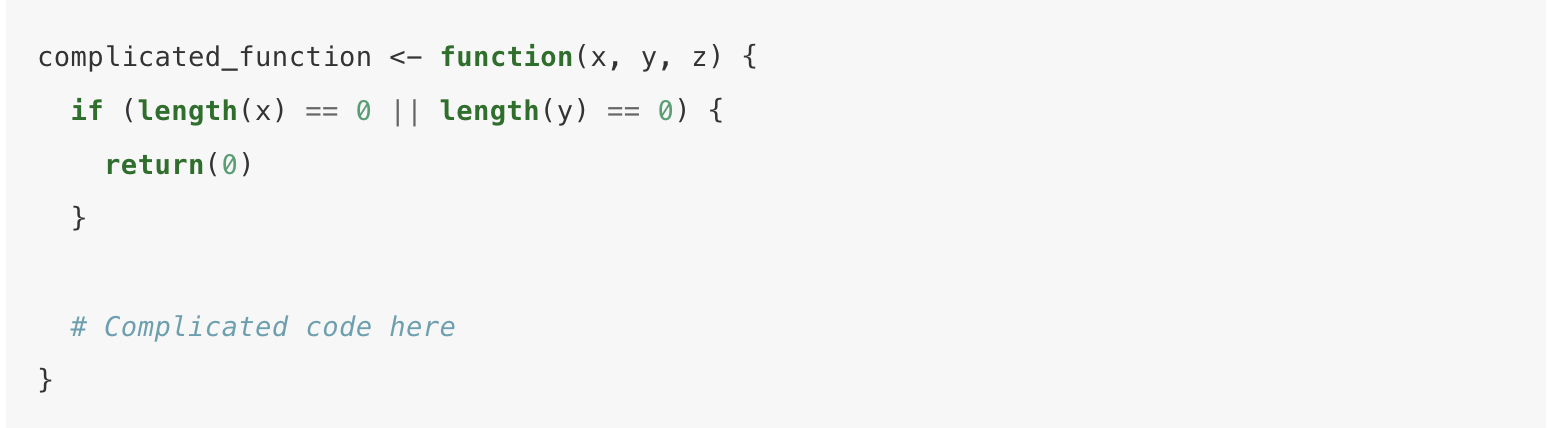 complicated_function <- function(x, y, z) {
  if (length(x) == 0 || length(y) == 0) {
    return(0)
  }

  # Complicated code here
}